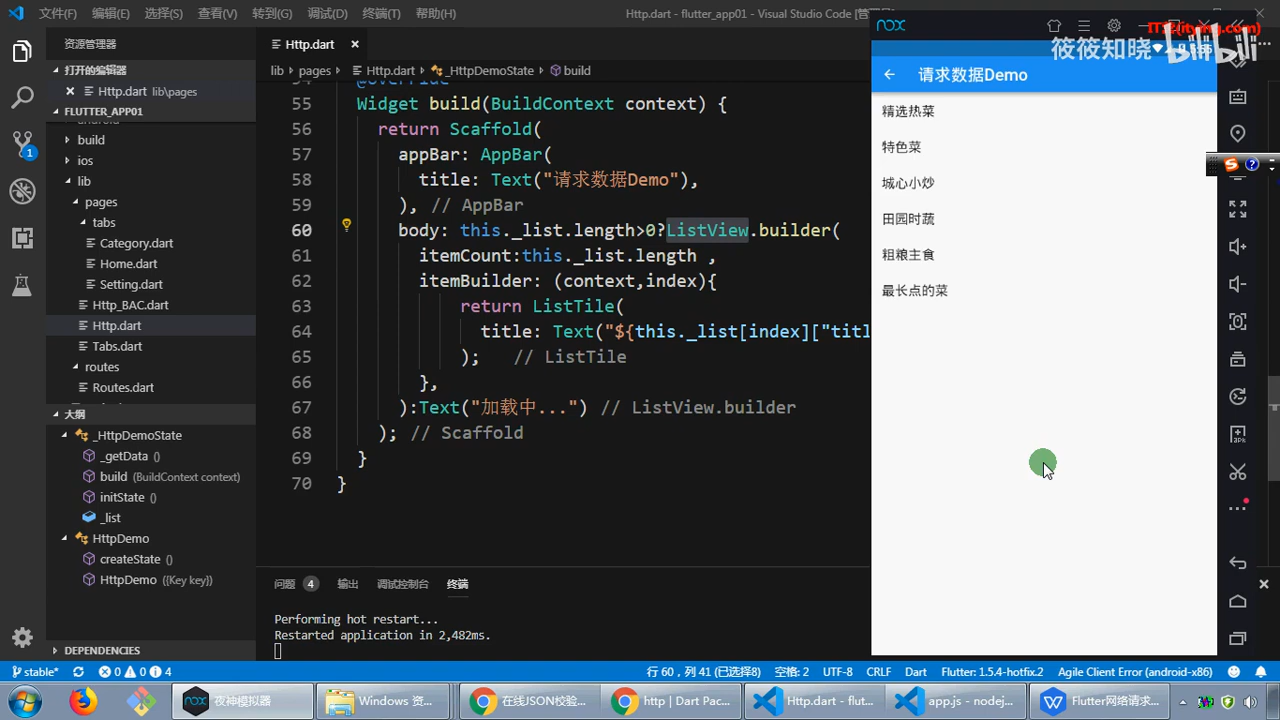 文件(F) 编辑(E) 选择(S) 查看(V) 转到(G) 调试(D) 终端(T) 帮助(H) Http.dart - flutter_app01 - Visual Studio Code [管理
资源管理器
打开的编辑器
Http.dart lib\pages
FLUTTER_APP01
android
build
ios
lib
pages
tabs
Category.dart
Home.dart
Setting.dart
Http_BAC.dart
Http.dart
Tabs.dart
routes
Routes.dart
大纲
_HttpDemoState
_getData ()
build (BuildContext context)
initState ()
_list
HttpDemo
createState ()
HttpDemo ({Key key})
DEPENDENCIES
1
Http.dart
lib pages Http.dart _HttpDemoState build
54 @override
55 Widget build(BuildContext context) {
56 return Scaffold(
57 appBar: AppBar(
58 title: Text("请求数据Demo"),
59 ), // AppBar
60 body: this._list.length>0?ListView.builder(
61 itemCount:this._list.length ,
62 itemBuilder: (context,index){
63 return ListTile(
64 title: Text("${this._list[index]["titl
65 ); // ListTile
66 },
67 ):Text("加载中...") // ListView.builder
68 ); // Scaffold
69 }
70 }
问题 4 输出 调试控制台 终端
Performing hot restart...
Restarted application in 2,482ms.
nox
筱筱知晓 bilibili
5:55
请求数据Demo
精选热菜
特色菜
城心小炒
田园时蔬
粗粮主食
最长点的菜
stable* 0 0 4 行 60，列 41 (已选择8) 空格: 2 UTF-8 CRLF Dart Flutter: 1.5.4-hotfix.2 Agile Client Error (android-x86)
夜神模拟器 Windows 资... 在线JSON校验... http | Dart Pac... Http.dart - flut... app.js - nodej... Flutter网络请求...